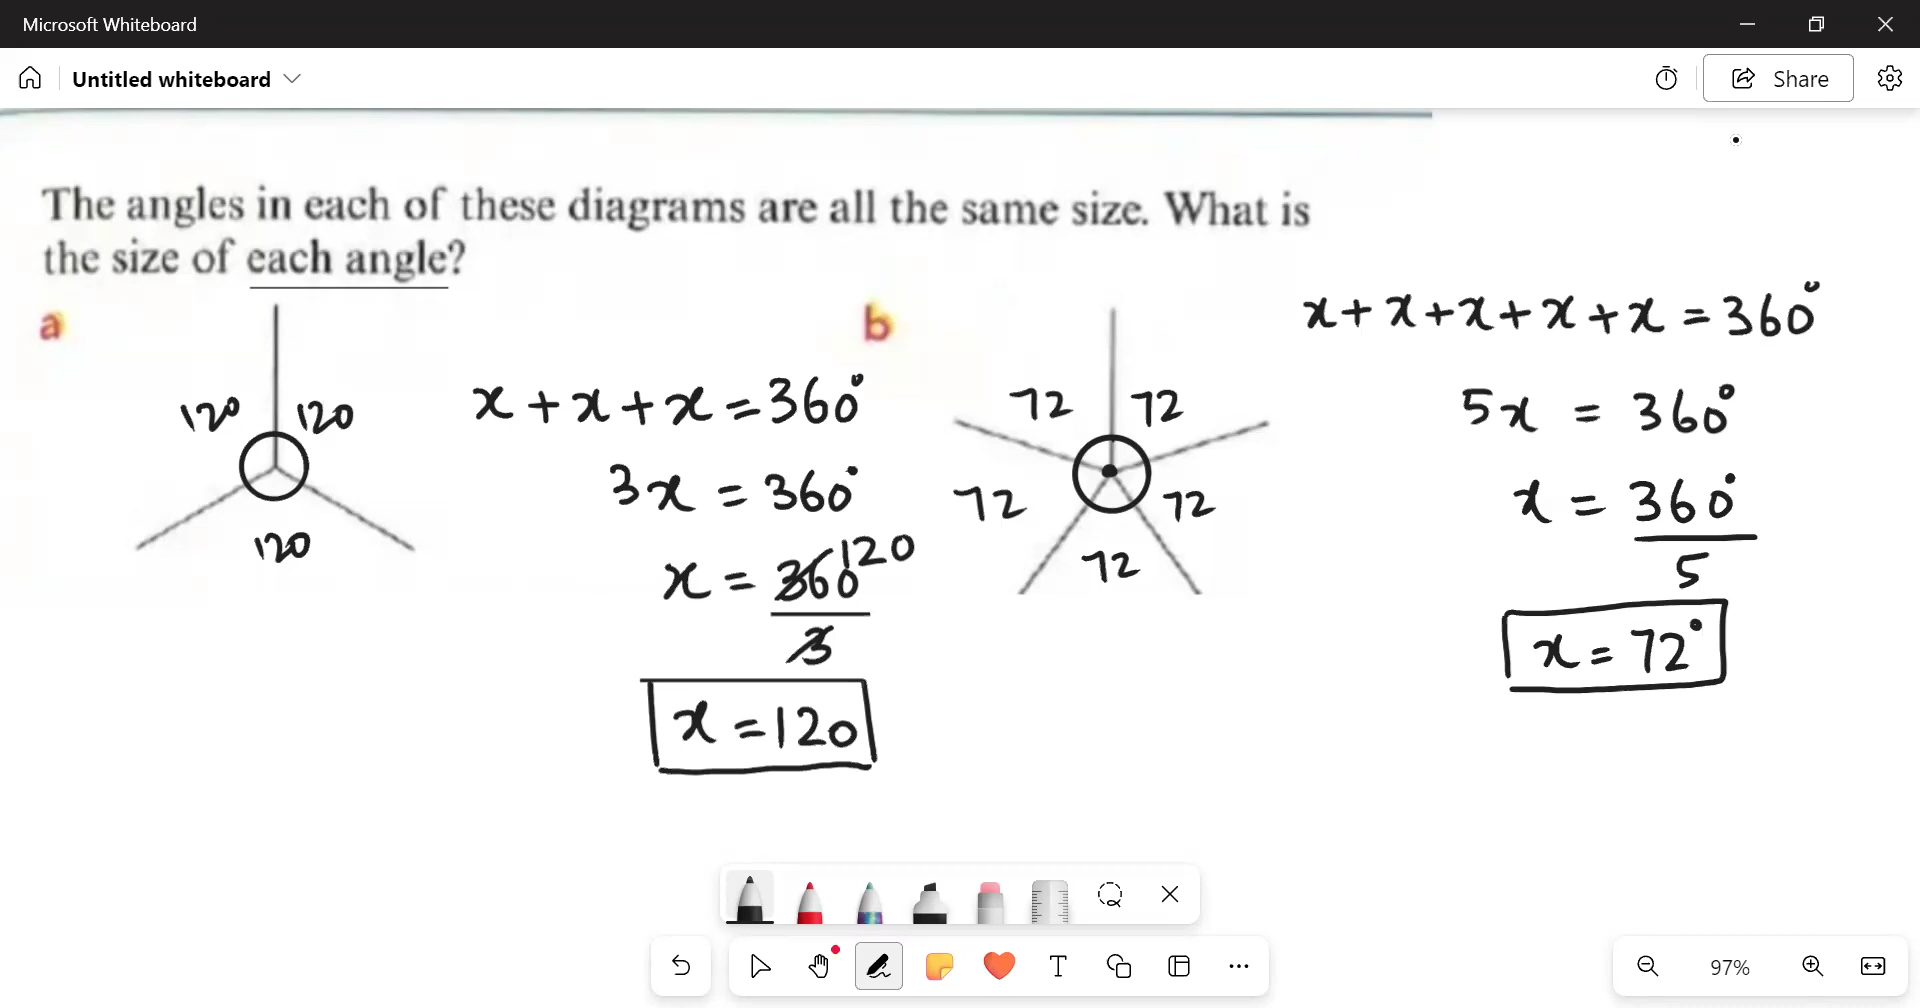 Microsoft Whiteboard
Untitled whiteboard
Share
The angles in each of these diagrams are all the same size. What is
the size of each angle?
a
120 120
120
x + x + x = 360°
3x = 360°
x = 360 120
3
x = 120
b
72 72
72 72
72
x + x + x + x + x = 360°
5x = 360°
x = 360°
5
x = 72°
T
97%